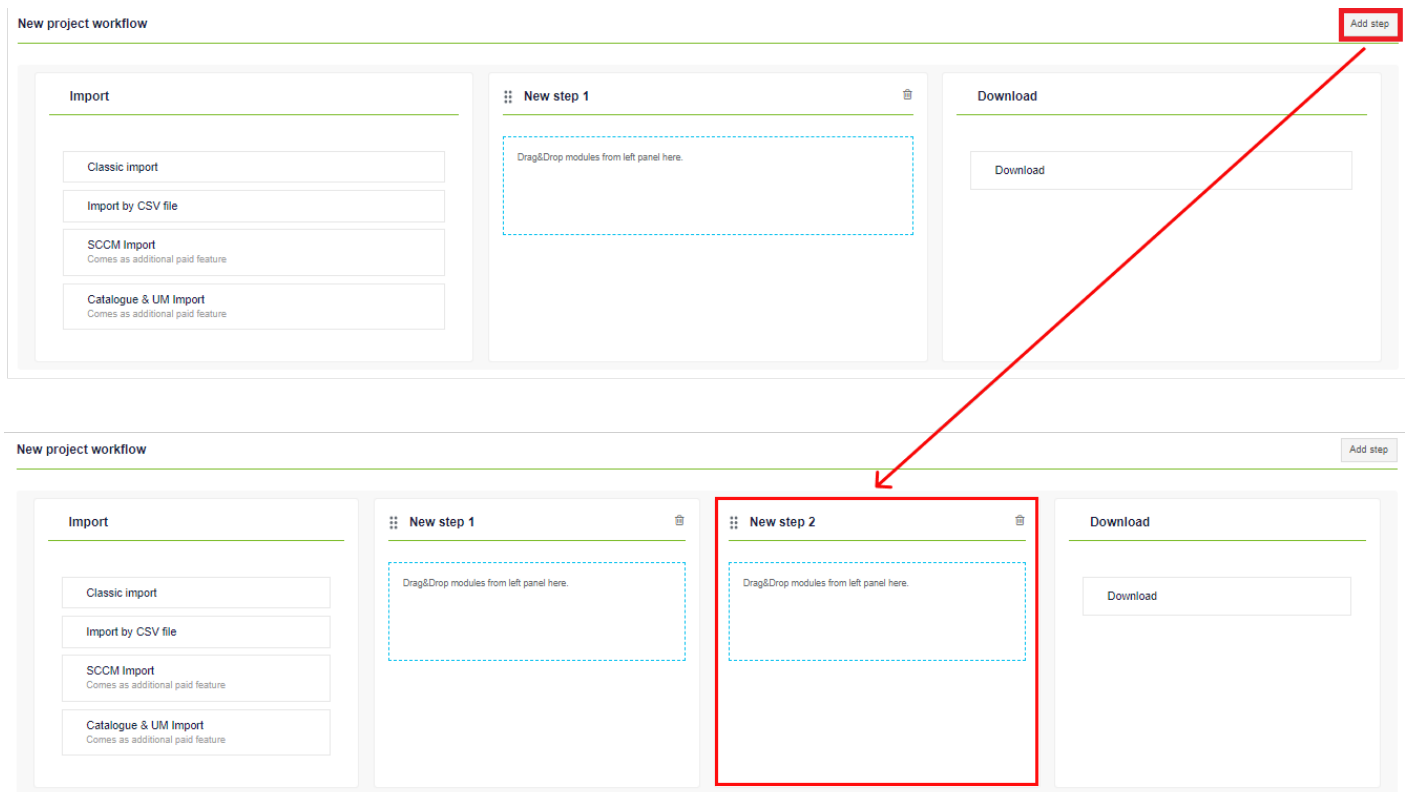 New project workflow
Add step
Import
New step 1
Download
Classic import
Import by CSV file
SCCM Import
Comes as additional paid feature
Catalogue & UM Import
Comes as additional paid feature
Drag&Drop modules from left panel here.
Download
New project workflow
Add step
Import
New step 1
New step 2
Download
Classic import
Import by CSV file
SCCM Import
Comes as additional paid feature
Catalogue & UM Import
Comes as additional paid feature
Drag&Drop modules from left panel here.
Drag&Drop modules from left panel here.
Download